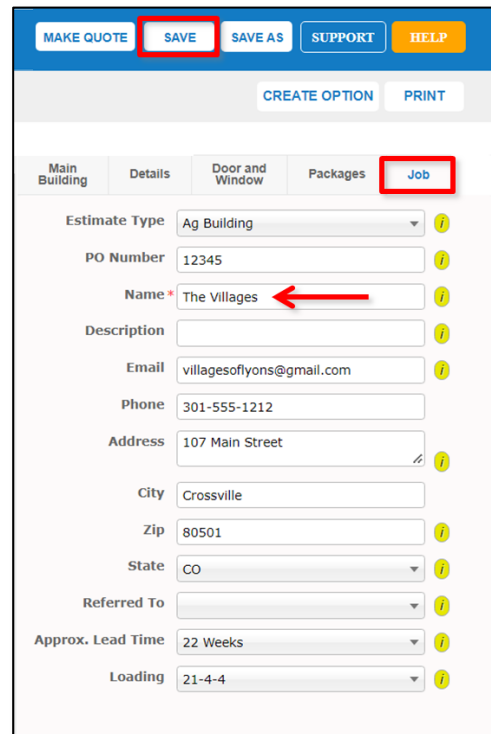 MAKE QUOTE SAVE SAVE AS SUPPORT HELP
CREATE OPTION PRINT
Main Building Details Door and Window Packages Job
Estimate Type Ag Building i
PO Number 12345 i
Name * The Villages i
Description i
Email villagesoflyons@gmail.com i
Phone 301-555-1212
Address 107 Main Street i
City Crossville
Zip 80501 i
State CO i
Referred To i
Approx. Lead Time 22 Weeks i
Loading 21-4-4 i